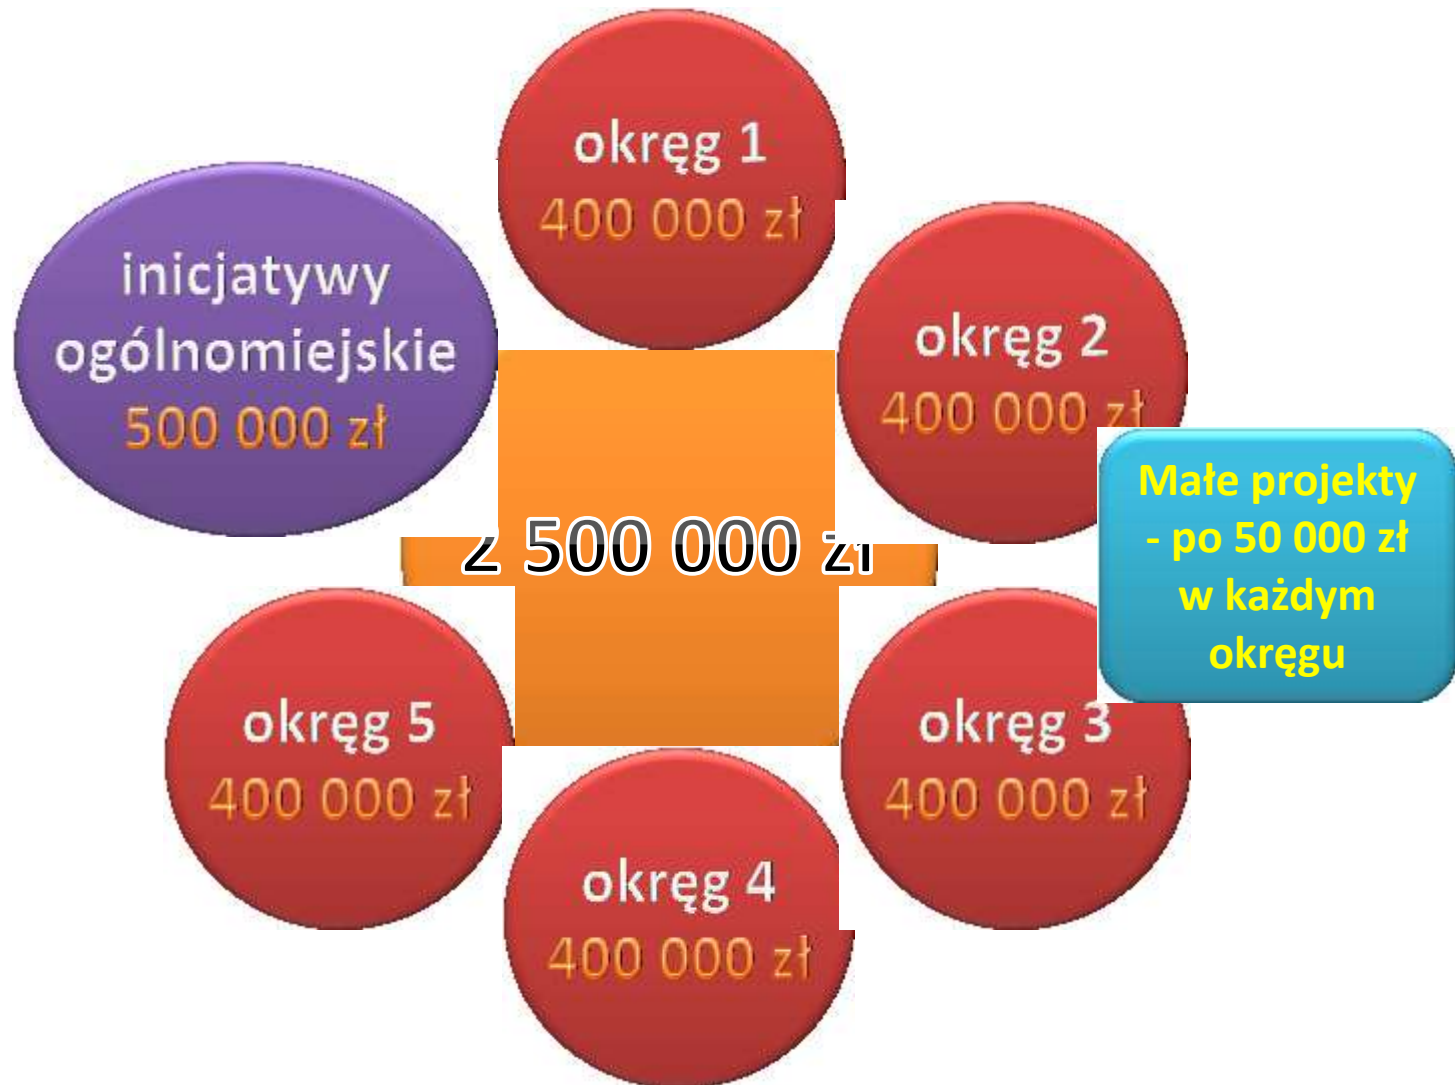 okręg 1
400 000 zł
inicjatywy
ogólnomiejskie
500 000 zł
okręg 2
400 000 zł
Małe projekty
- po 50 000 zł
w każdym
okręgu
2 500 000 zł
okręg 5
400 000 zł
okręg 3
400 000 zł
okręg 4
400 000 zł